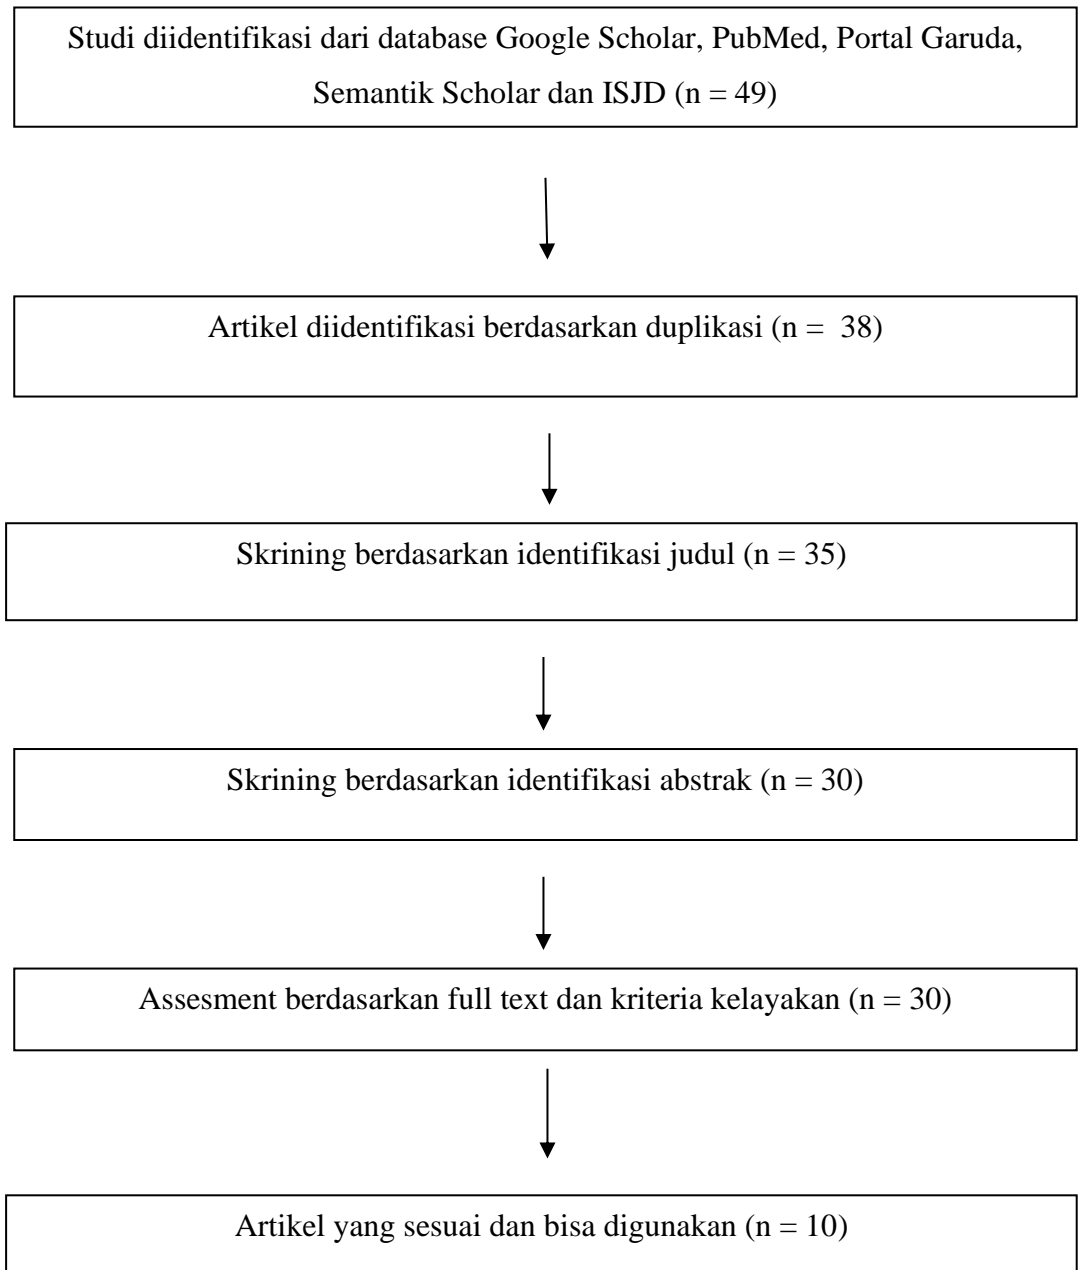 Studi diidentifikasi dari database Google Scholar, PubMed, Portal Garuda,
Semantik Scholar dan ISJD (n = 49)
Artikel diidentifikasi berdasarkan duplikasi (n =  38)
Skrining berdasarkan identifikasi judul (n = 35)
Skrining berdasarkan identifikasi abstrak (n = 30)
Assesment berdasarkan full text dan kriteria kelayakan (n = 30)
Artikel yang sesuai dan bisa digunakan (n = 10)